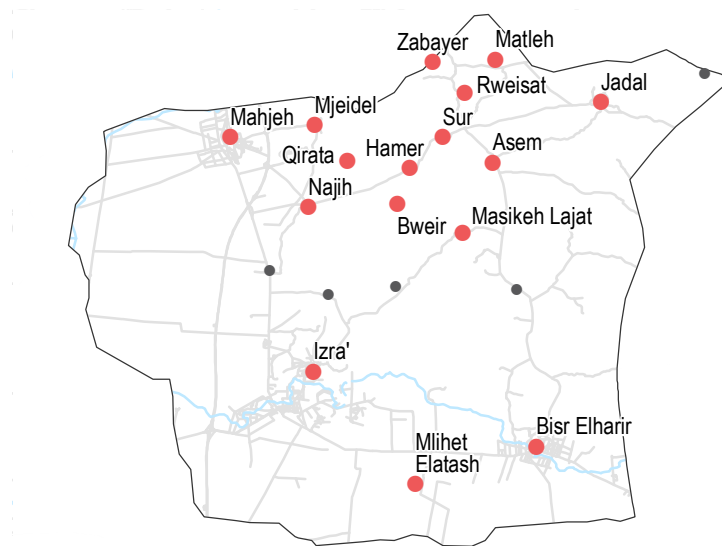 Zabayer
Matleh
Rweisat
Jadal
Mahjeh
Mjeidel
Sur
Qirata
Hamer
Asem
Najih
Bweir
Masikeh Lajat
Izra'
Bisr Elharir
Mlihet
Elatash